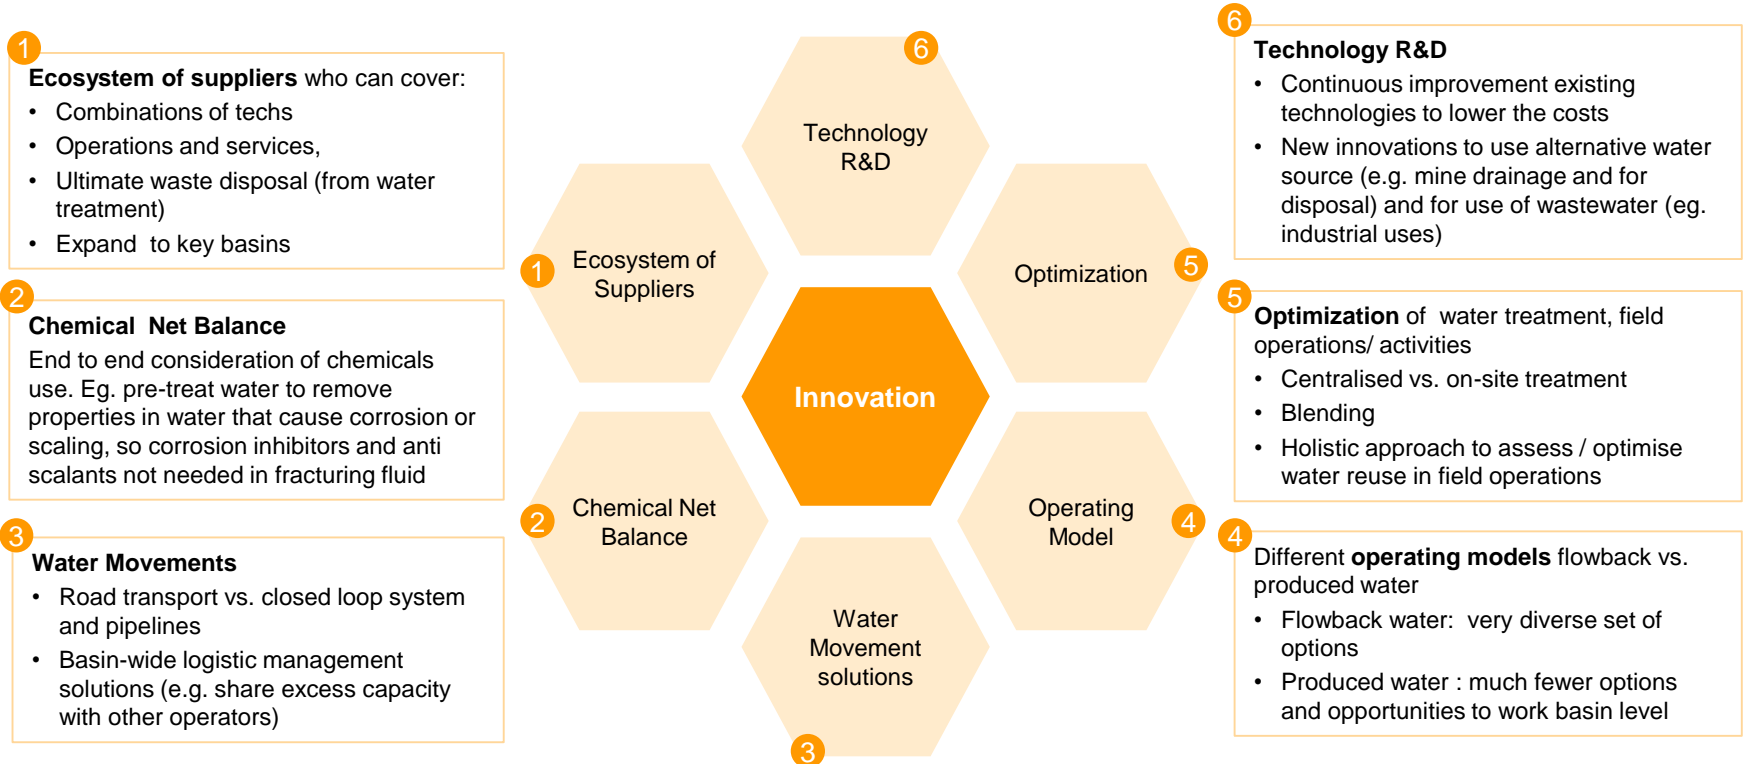 1
Ecosystem of suppliers who can cover:
• Combinations of techs
• Operations and services,
• Ultimate waste disposal (from water
treatment)
• Expand  to key basins
2
Chemical  Net Balance
End to end consideration of chemicals
use. Eg. pre-treat water to remove
properties in water that cause corrosion or
scaling, so corrosion inhibitors and anti
scalants not needed in fracturing fluid
3
Water Movements
• Road transport vs. closed loop system
and pipelines
• Basin-wide logistic management
solutions (e.g. share excess capacity
with other operators)
6
Technology
R&D
1
Ecosystem of
Suppliers
Optimization
5
Innovation
2
Chemical Net
Balance
Operating
Model
4
Water
Movement
solutions
3
6
Technology R&D
• Continuous improvement existing
technologies to lower the costs
• New innovations to use alternative water
source (e.g. mine drainage and for
disposal) and for use of wastewater (eg.
industrial uses)
5
Optimization of  water treatment, field
operations/ activities
• Centralised vs. on-site treatment
• Blending
• Holistic approach to assess / optimise
water reuse in field operations
4
Different operating models flowback vs.
produced water
• Flowback water:  very diverse set of
options
• Produced water : much fewer options
and opportunities to work basin level